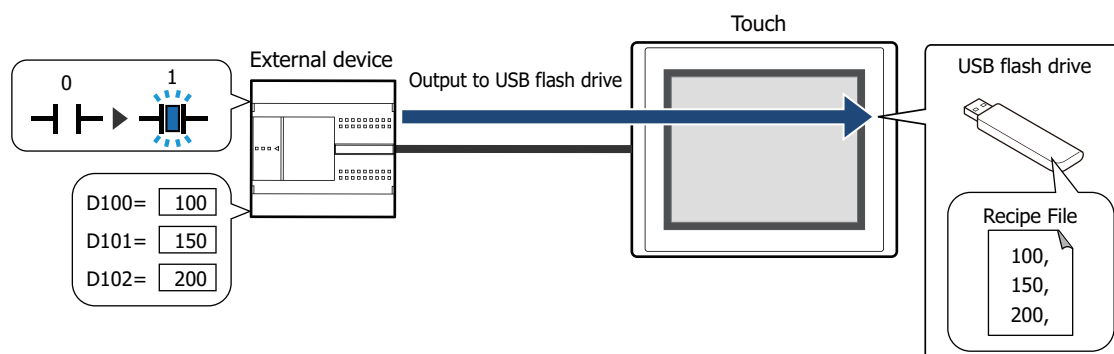 Touch
External device
USB flash drive
0
1
Output to USB flash drive
D100= 100
D101= 150
D102= 200
Recipe File
100,
150,
200,